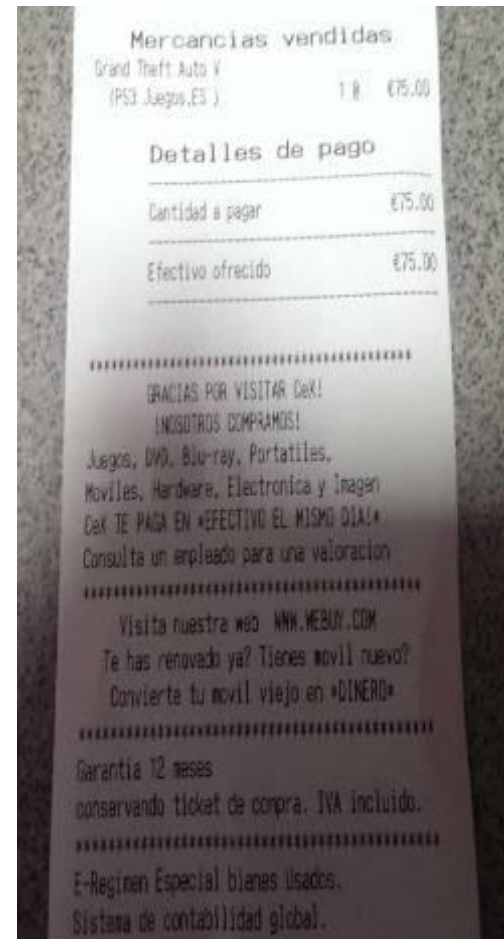 Mercancias vendidas
Grand Theft Auto V
(PS3 Juegos,ES ) 1 @ €75.00
Detalles de pago
Cantidad a pagar €75.00
Efectivo ofrecido €75.00
GRACIAS POR VISITAR CeX!
!NOSOTROS COMPRAMOS!
Juegos, DVD, Blu-ray, Portatiles,
Moviles, Hardware, Electronica y Imagen
CeX TE PAGA EN *EFECTIVO EL MISMO DIA!*
Consulta un empleado para una valoracion
Visita nuestra web WWW.WEBUY.COM
Te has renovado ya? Tienes movil nuevo?
Convierte tu movil viejo en *DINERO*
Garantia 12 meses
conservando ticket de compra. IVA incluido.
E-Regimen Especial bienes Usados.
Sistema de contabilidad global.